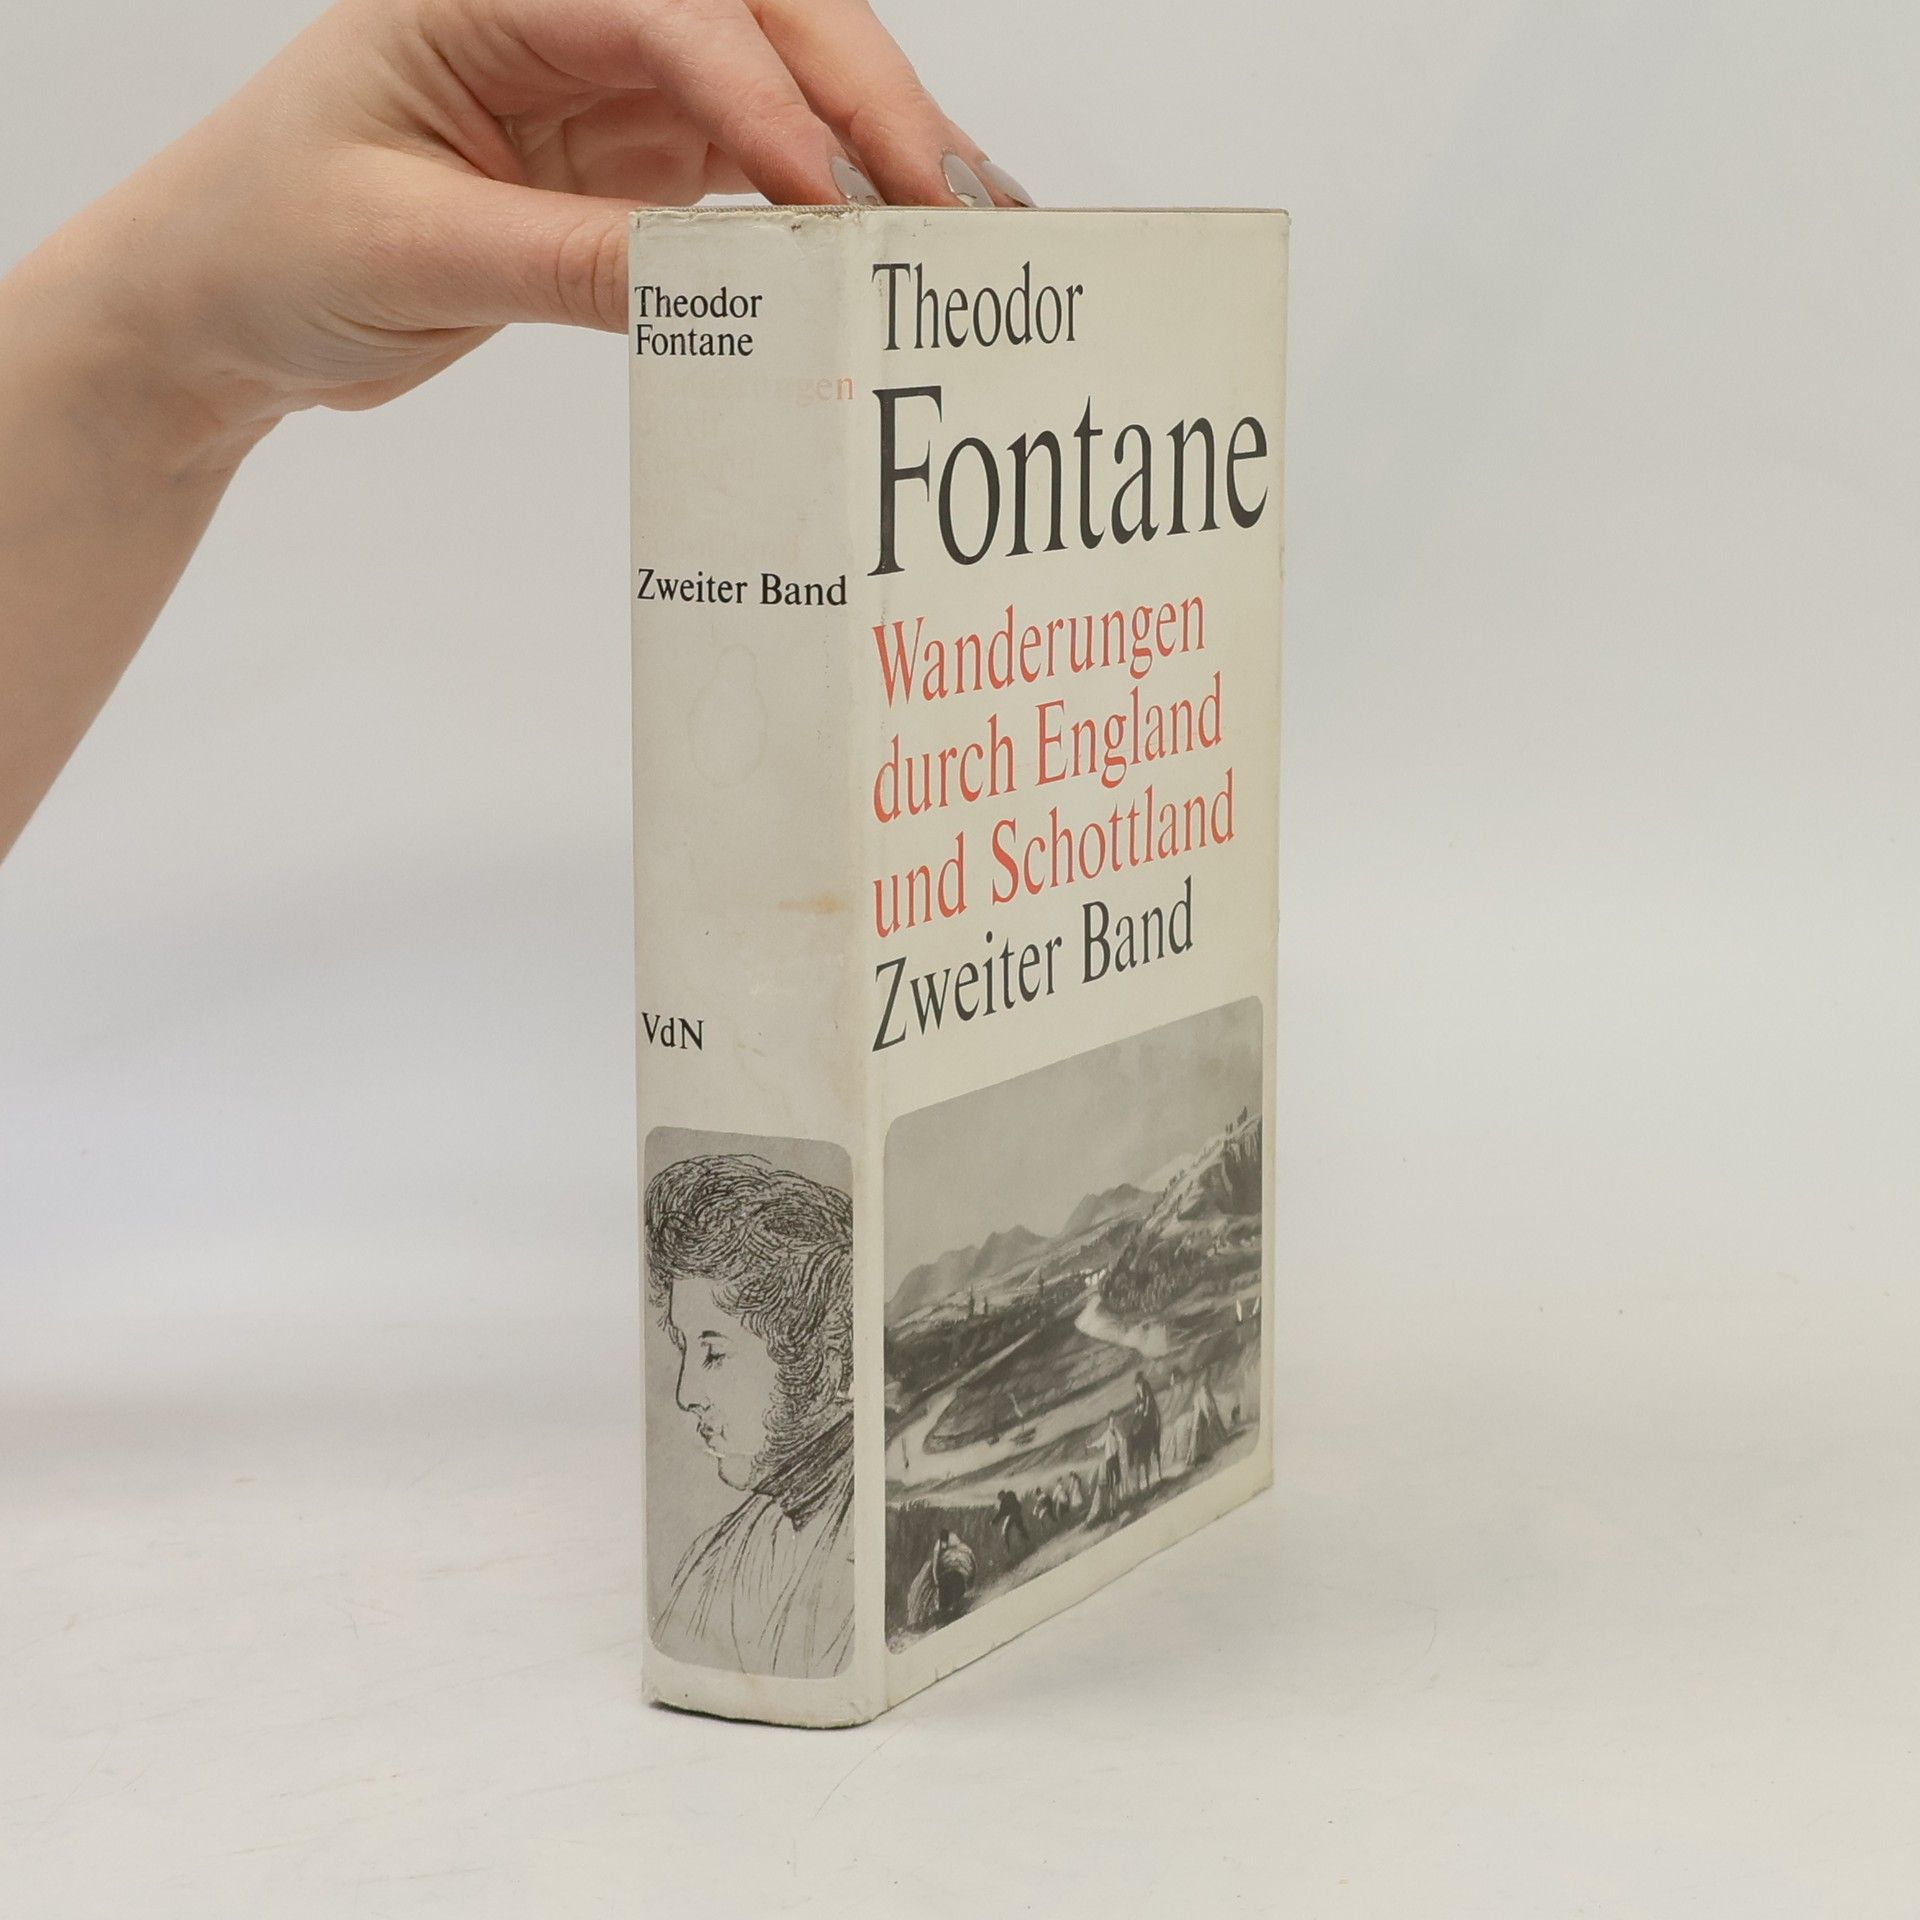 Theodor
Fontane
Zweiter Band
VdN
Theodor
Fontane
Wanderungen
durch England
und Schottland
Zweiter Band